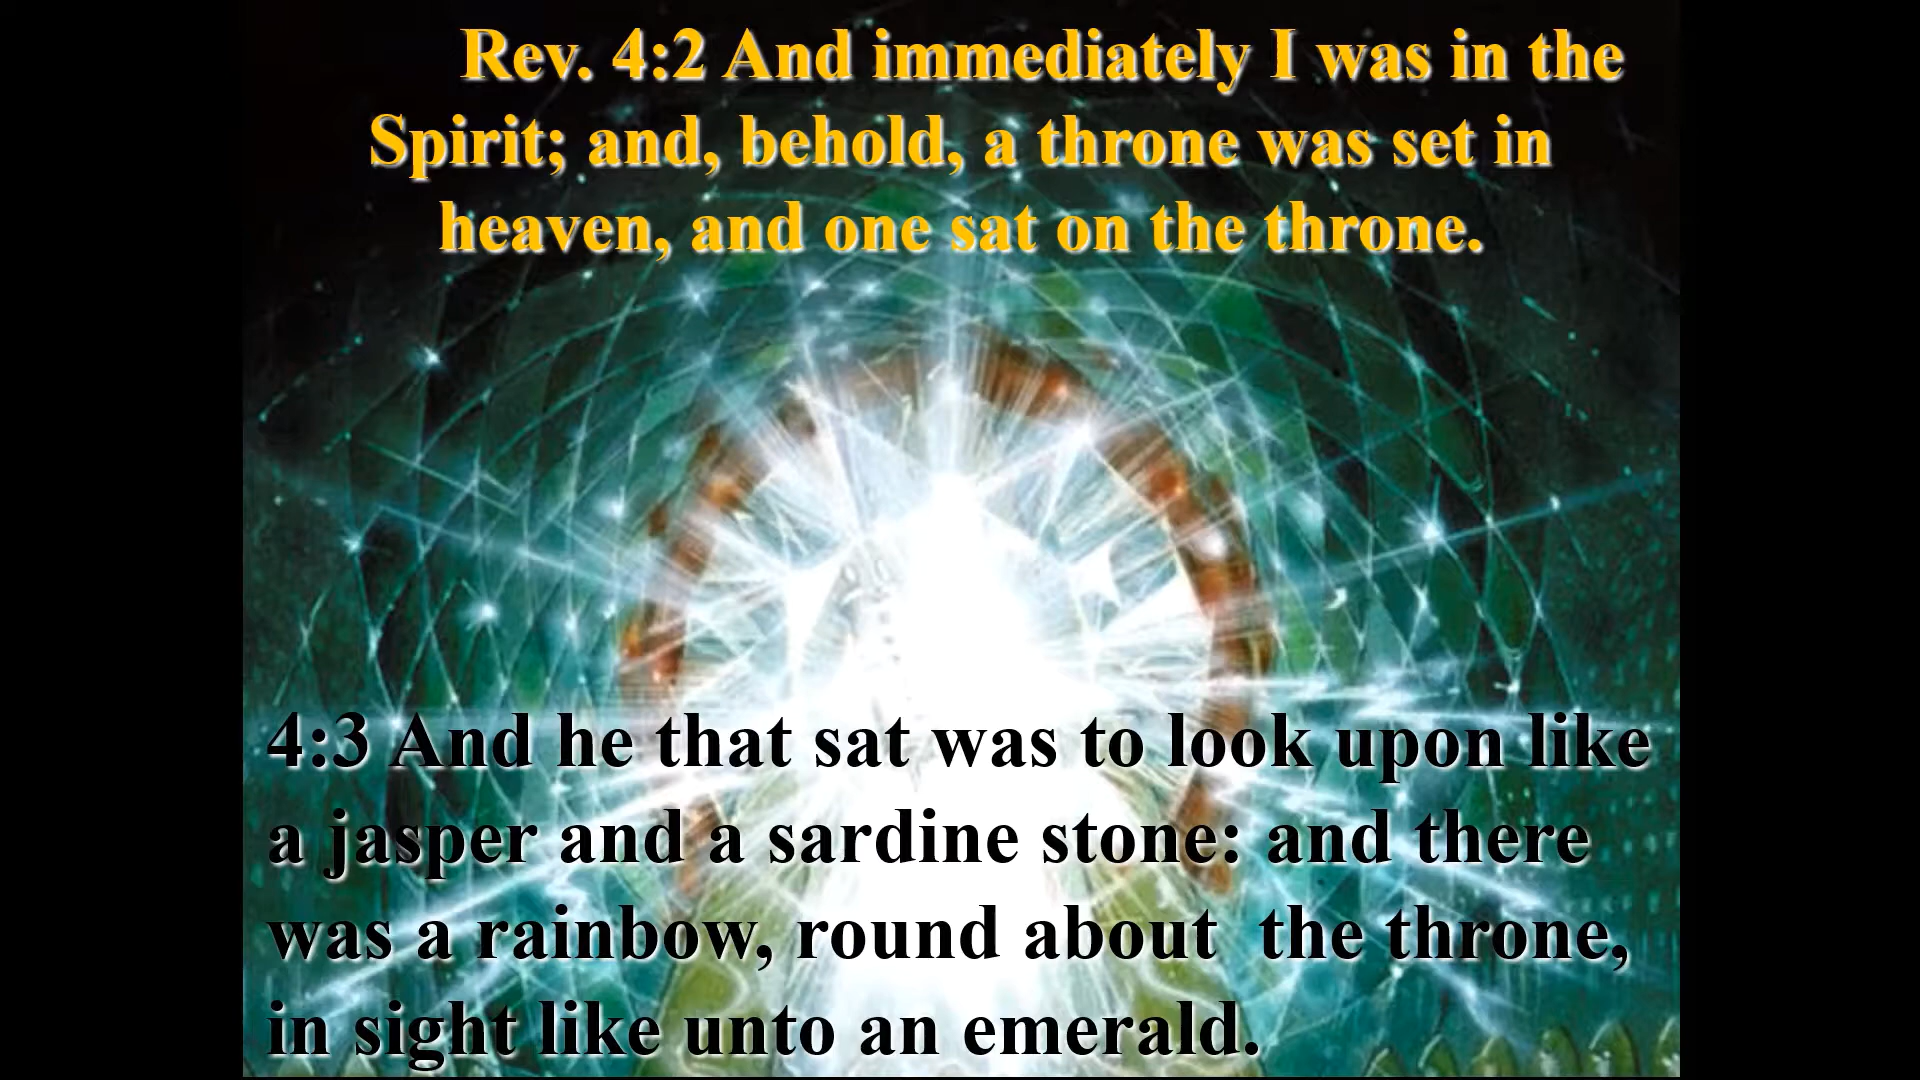 Rev. 4:2 And immediately I was in the
Spirit; and, behold, a throne was set in
heaven, and one sat on the throne.
4:3 And he that sat was to look upon like
a jasper and a sardine stone: and there
was a rainbow, round about  the throne,
in sight like unto an emerald.